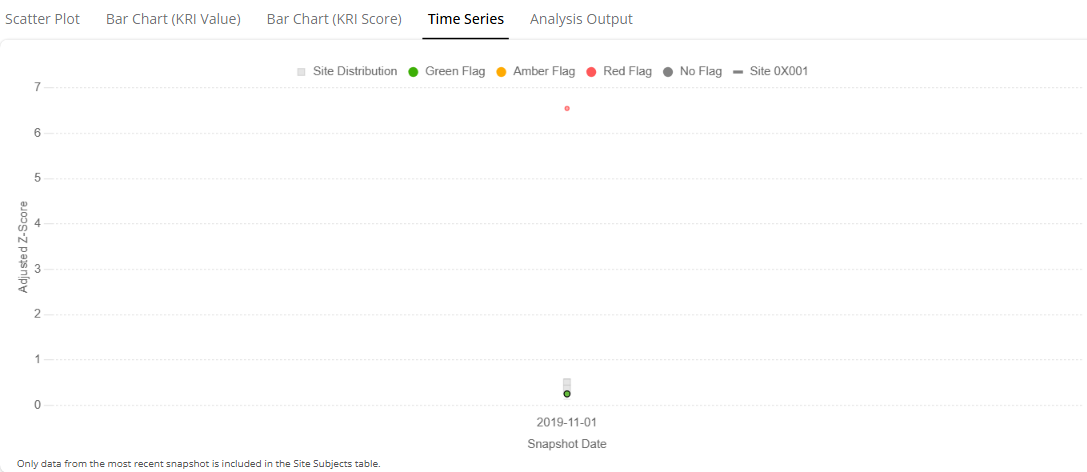 Scatter Plot Bar Chart (KRI Value) Bar Chart (KRI Score) Time Series Analysis Output
Site Distribution Green Flag Amber Flag Red Flag No Flag Site 0X001
7
6
5
4
3
2
1
0
Adjusted Z-Score
2019-11-01
Snapshot Date
Only data from the most recent snapshot is included in the Site Subjects table.